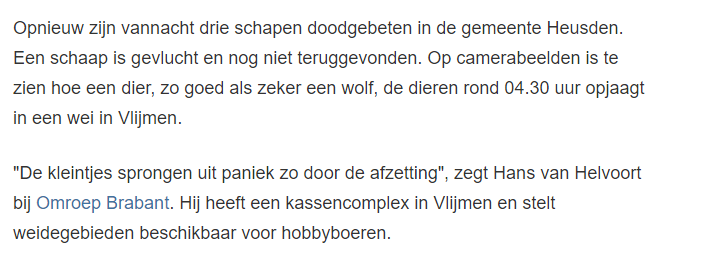 Opnieuw zijn vannacht drie schapen doodgebeten in de gemeente Heusden.
Een schaap is gevlucht en nog niet teruggevonden. Op camerabeelden is te
zien hoe een dier, zo goed als zeker een wolf, de dieren rond 04.30 uur opjaagt
in een wei in Vlijmen.
"De kleintjes sprongen uit paniek zo door de afzetting", zegt Hans van Helvoort
bij Omroep Brabant. Hij heeft een kassencomplex in Vlijmen en stelt
weidegebieden beschikbaar voor hobbyboeren.